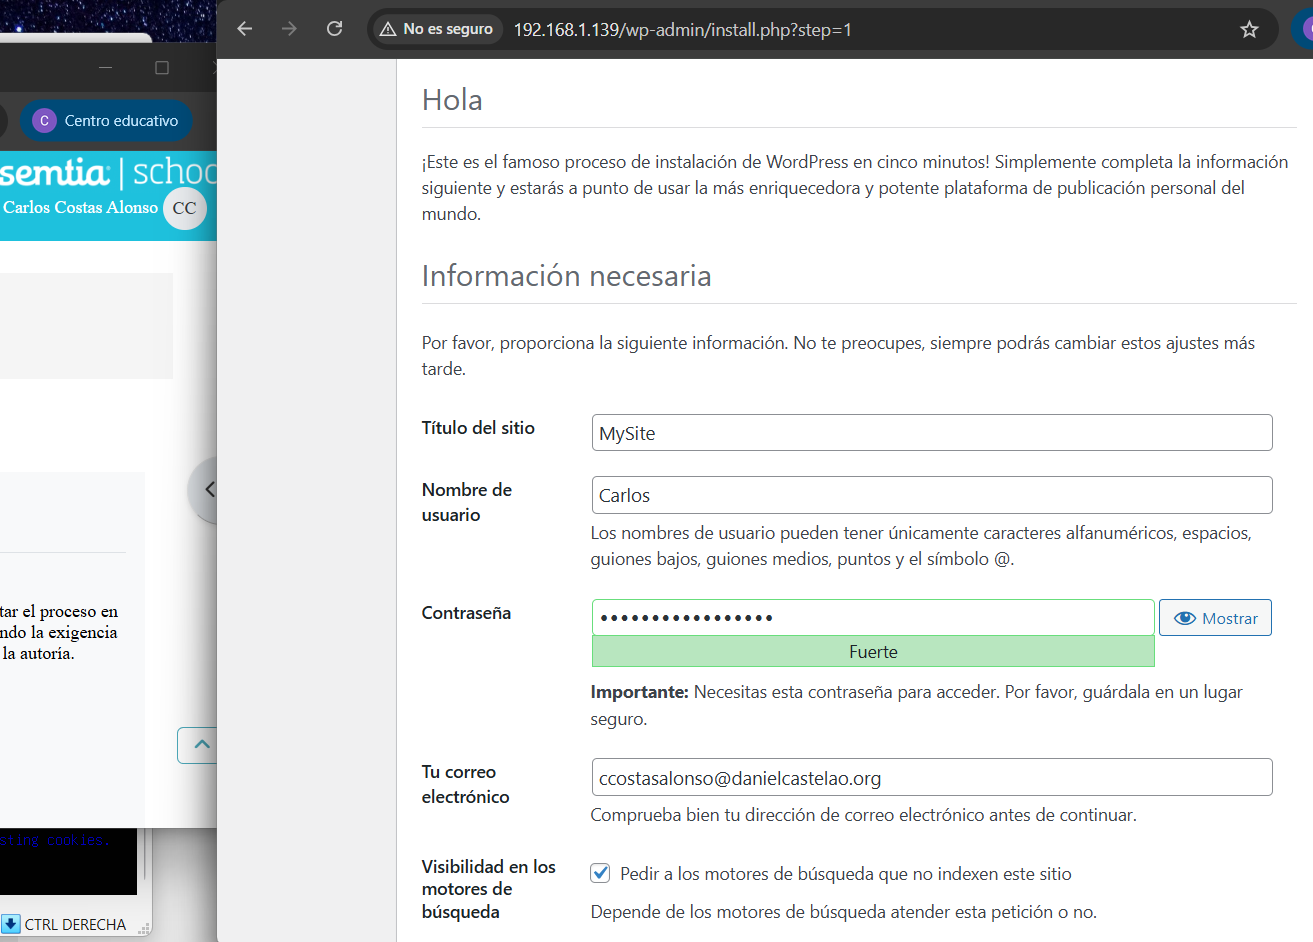 No es seguro
192.168.1.139/wp-admin/install.php?step=1
C
Centro educativo
semtia
Carlos Costas Alonso
CC
tar el proceso en
ndo la exigencia
la autoría.
sting cookies.
CTRL DERECHA
Hola
¡Este es el famoso proceso de instalación de WordPress en cinco minutos! Simplemente completa la información
siguiente y estarás a punto de usar la más enriquecedora y potente plataforma de publicación personal del
mundo.
Información necesaria
Por favor, proporciona la siguiente información. No te preocupes, siempre podrás cambiar estos ajustes más
tarde.
Título del sitio
MySite
Nombre de
usuario
Carlos
Los nombres de usuario pueden tener únicamente caracteres alfanuméricos, espacios,
guiones bajos, guiones medios, puntos y el símbolo @.
Contraseña
•••••••••••••••••
Mostrar
Fuerte
Importante: Necesitas esta contraseña para acceder. Por favor, guárdala en un lugar
seguro.
Tu correo
electrónico
ccostasalonso@danielcastelao.org
Comprueba bien tu dirección de correo electrónico antes de continuar.
Visibilidad en los
motores de
búsqueda
Pedir a los motores de búsqueda que no indexen este sitio
Depende de los motores de búsqueda atender esta petición o no.